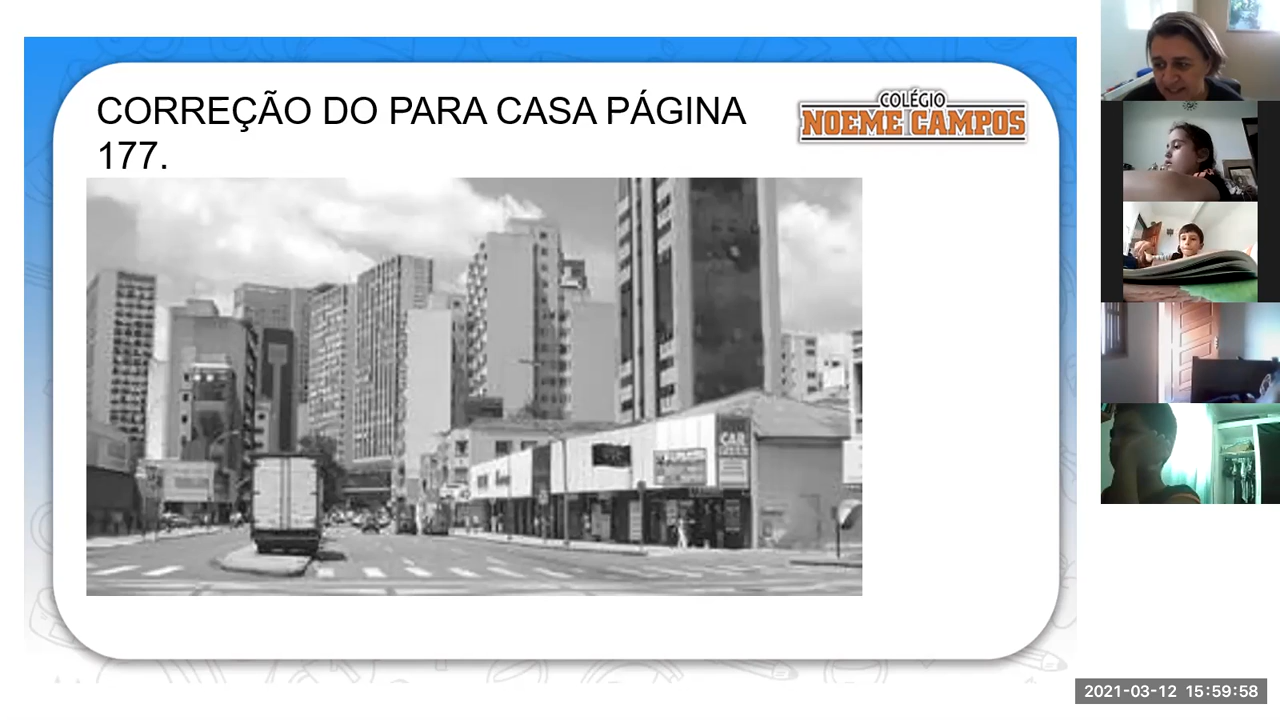 CORREÇÃO DO PARA CASA PÁGINA
177.
COLÉGIO
NOEME CAMPOS
CAR
2021-03-12 15:59:58